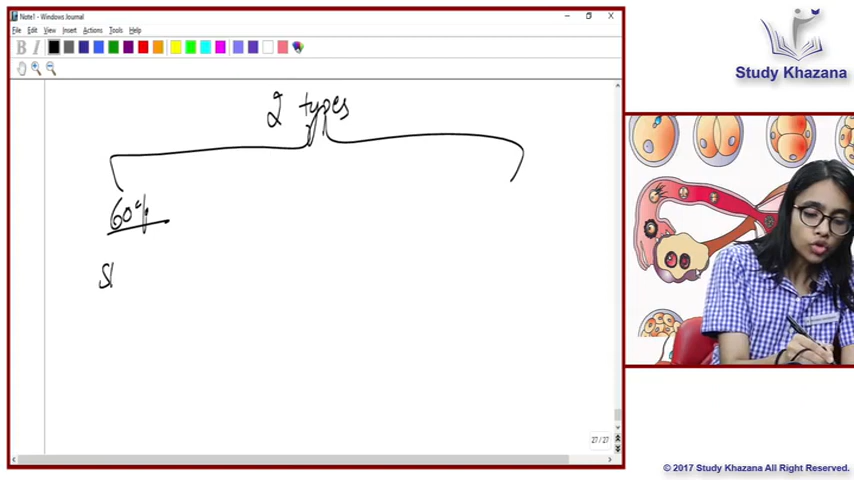 Note1 - Windows Journal
File Edit View Insert Actions Tools Help
B I
Study Khazana
2 types
60%
Sl
27 / 27
© 2017 Study Khazana All Right Reserved.